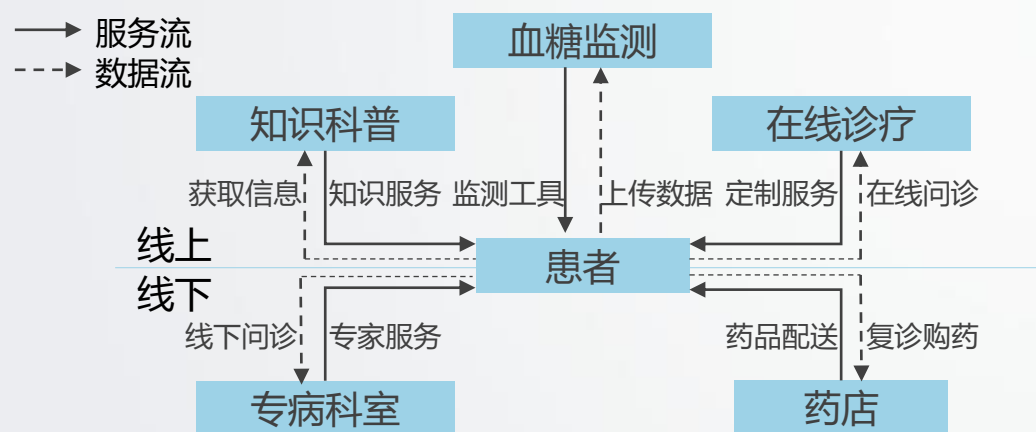 服务流
数据流
血糖监测
知识科普
在线诊疗
获取信息
知识服务
监测工具
上传数据
定制服务
在线问诊
线上
患者
线下
线下问诊
专家服务
药品配送
复诊购药
专病科室
药店